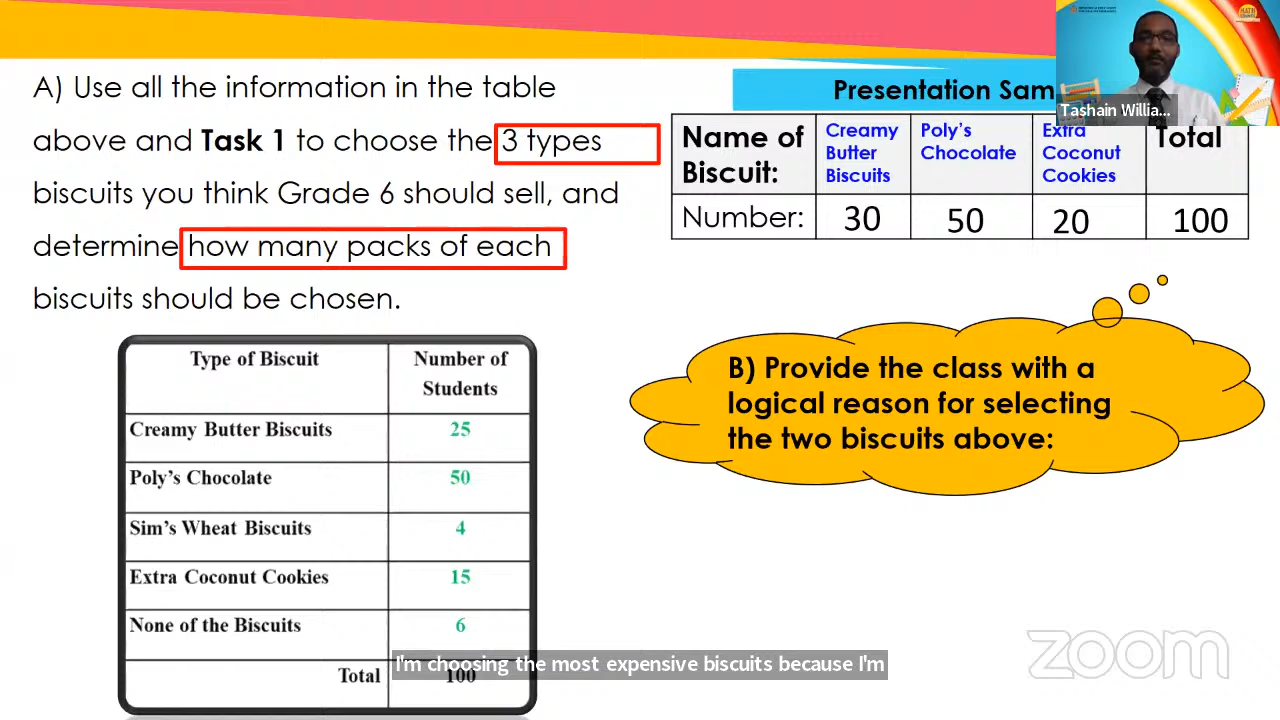 A) Use all the information in the table
above and Task 1 to choose the 3 types
biscuits you think Grade 6 should sell, and
determine how many packs of each
biscuits should be chosen.
Type of Biscuit
Number of
Students
Creamy Butter Biscuits 25
Poly's Chocolate 50
Sim's Wheat Biscuits 4
Extra Coconut Cookies 15
None of the Biscuits 6
Total 100
Presentation Sam
Tashain Willia...
Name of
Biscuit:
Creamy
Butter
Biscuits
Poly's
Chocolate
Extra
Coconut
Cookies
Total
Number: 30 50 20 100
B) Provide the class with a
logical reason for selecting
the two biscuits above:
I'm choosing the most expensive biscuits because I'm
zoom